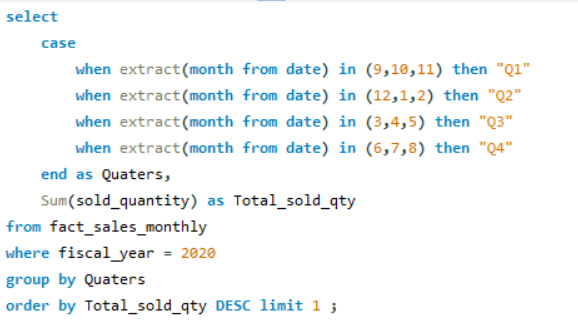 select
case
when extract(month from date) in (9,10,11) then "Q1"
when extract(month from date) in (12,1,2) then "Q2"
when extract(month from date) in (3,4,5) then "Q3"
when extract(month from date) in (6,7,8) then "Q4"
end as Quaters,
Sum(sold_quantity) as Total_sold_qty
from fact_sales_monthly
where fiscal_year = 2020
group by Quaters
order by Total_sold_qty DESC limit 1 ;